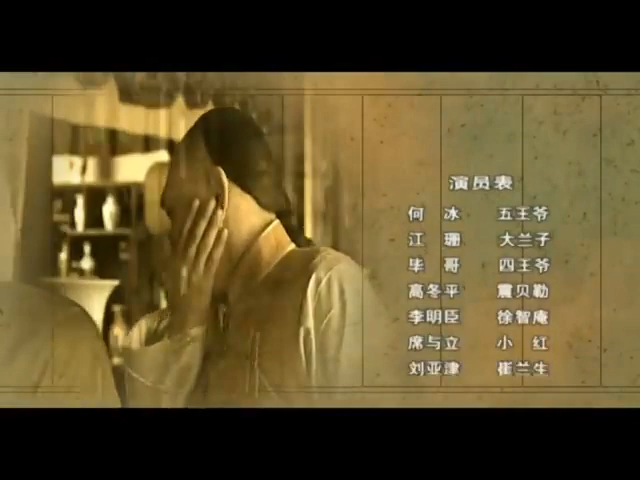 演员表
何 冰 五王爷
江 珊 大兰子
毕 哥 四王爷
高冬平 震贝勒
李明臣 徐智庵
席与立 小 红
刘亚津 崔兰生